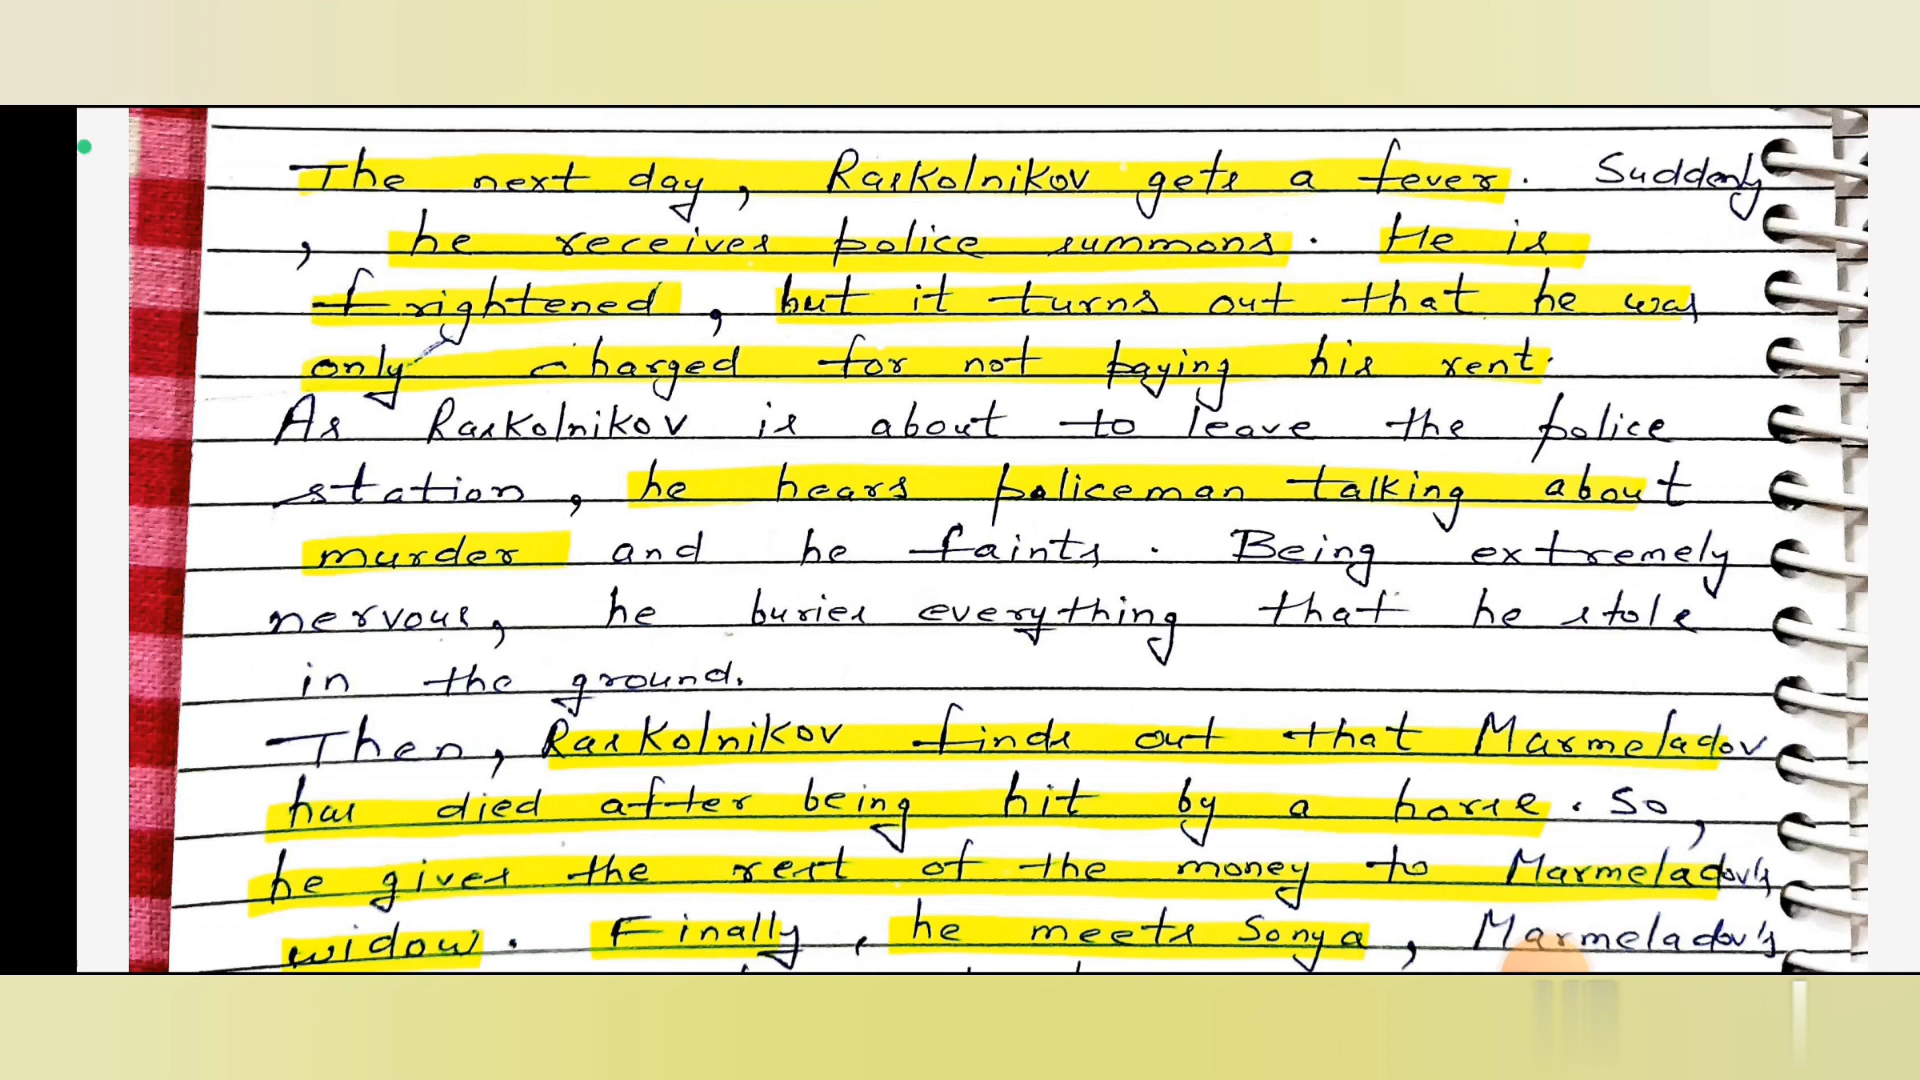 The next day, Raskolnikov gets a fever. Suddenly
, he receives police summons. He is
frightened, but it turns out that he was
only charged for not paying his rent.
As Raskolnikov is about to leave the police
station, he hears policeman talking about
murder and he faints. Being extremely
nervous, he buries everything that he stole
in the ground.
Then, Raskolnikov finds out that Marmeladov
has died after being hit by a horse. So,
he gives the rest of the money to Marmeladov's
widow. Finally, he meets Sonya, Marmeladov's